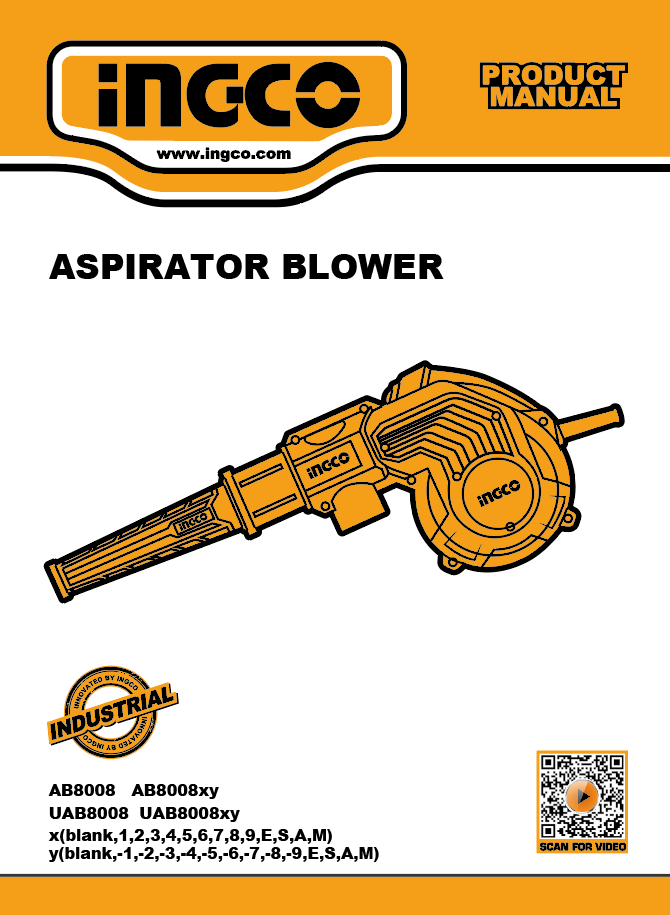 INGCO
www.ingco.com
PRODUCT
MANUAL
ASPIRATOR BLOWER
INGCO
INGCO
INGCO
INNOVATED BY INGCO
INDUSTRIAL
INNOVATED BY INGCO
AB8008 AB8008xy
UAB8008 UAB8008xy
x(blank,1,2,3,4,5,6,7,8,9,E,S,A,M)
y(blank,-1,-2,-3,-4,-5,-6,-7,-8,-9,E,S,A,M)
SCAN FOR VIDEO